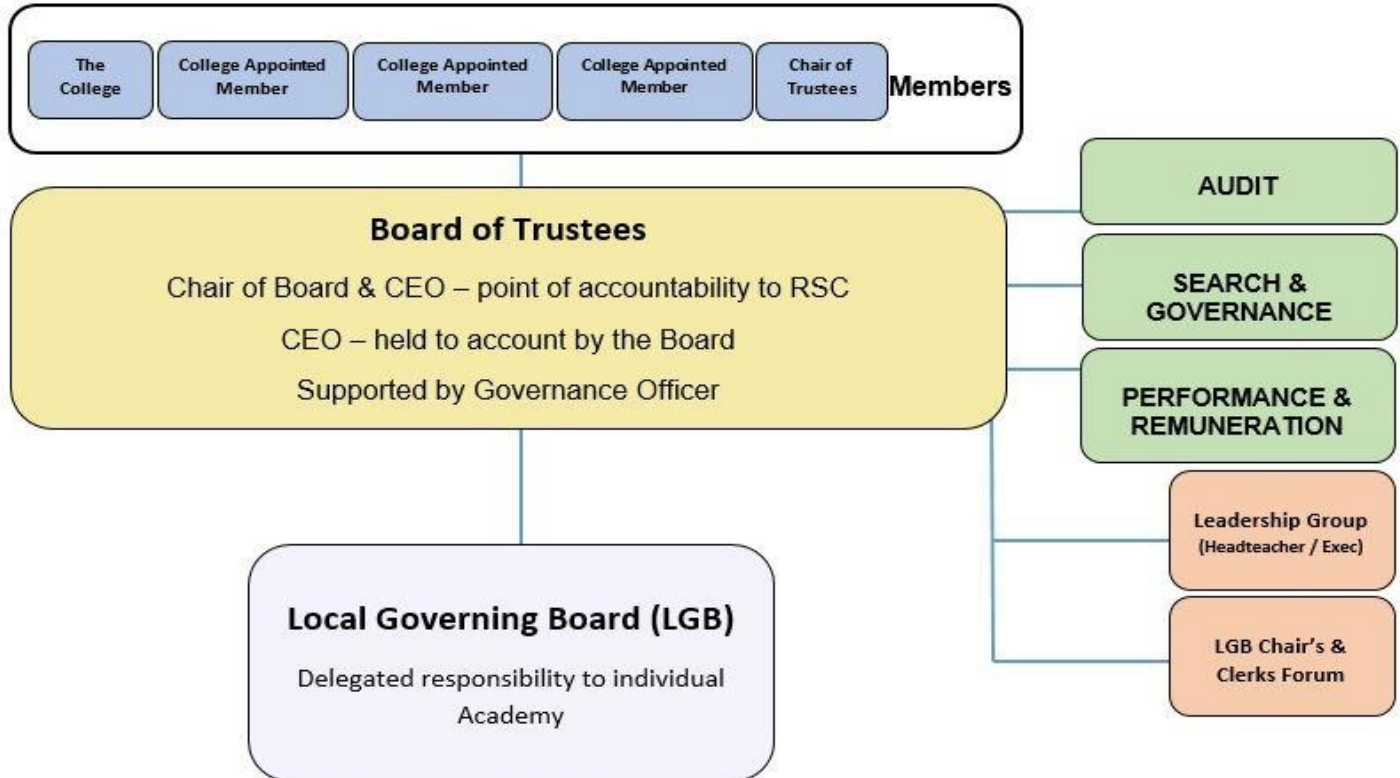 The
College
College Appointed
Member
College Appointed
Member
College Appointed
Member
Chair of
Trustees
Members
AUDIT
Board of Trustees
Chair of Board & CEO – point of accountability to RSC
CEO – held to account by the Board
Supported by Governance Officer
SEARCH &
GOVERNANCE
PERFORMANCE &
REMUNERATION
Leadership Group
(Headteacher / Exec)
LGB Chair’s &
Clerks Forum
Local Governing Board (LGB)
Delegated responsibility to individual
Academy